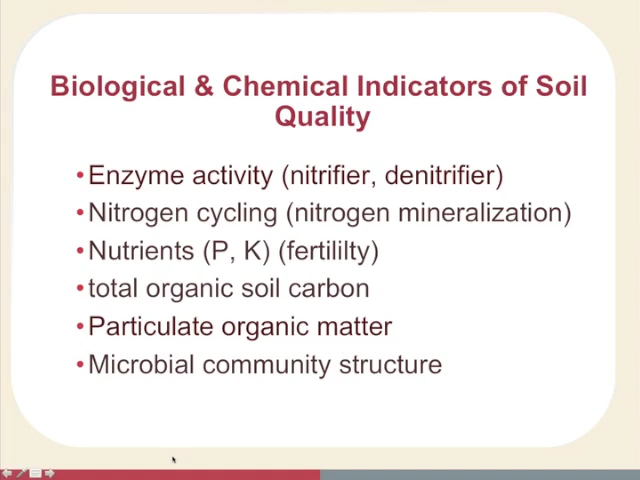 Biological & Chemical Indicators of Soil
Quality
•Enzyme activity (nitrifier, denitrifier)
•Nitrogen cycling (nitrogen mineralization)
•Nutrients (P, K) (fertililty)
•total organic soil carbon
•Particulate organic matter
•Microbial community structure